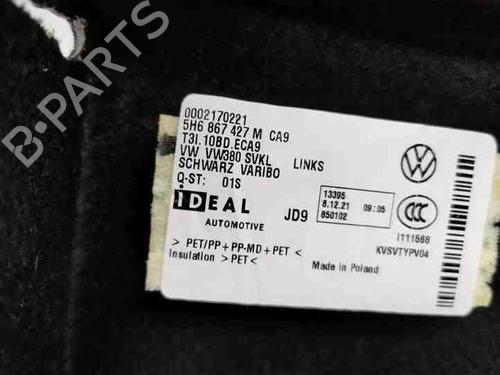 0002170221
5H6 867 427 M CA9
T3I.10BD.ECA9
VW VW380 SVKL LINKS
SCHWARZ VARIBO
Q-ST: 01S
IDEAL
AUTOMOTIVE
JD9
13395
8.12.21 09:05
850102
CCC
I111568
KVSVTYPV04
> PET/PP + PP-MD + PET <
Insulation > PET <
Made in Poland
B-PARTS